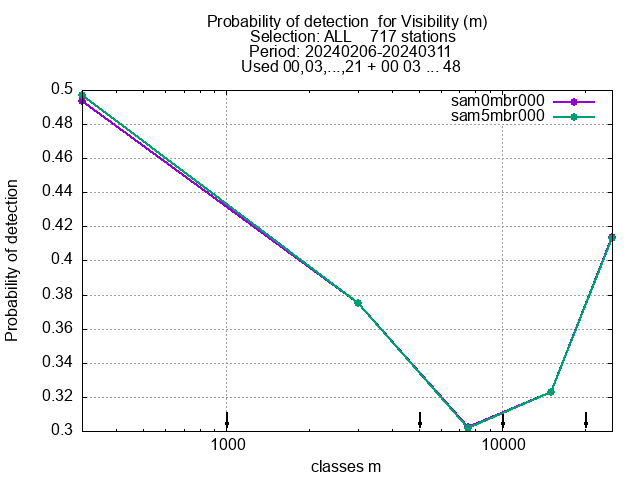 Probability of detection  for Visibility (m)
Selection: ALL    717 stations
Period: 20240206-20240311
Used 00,03,...,21 + 00 03 ... 48
sam0mbr000
sam5mbr000
0.5
0.48
0.46
0.44
0.42
0.4
0.38
0.36
0.34
0.32
0.3
Probability of detection
1000
10000
classes m